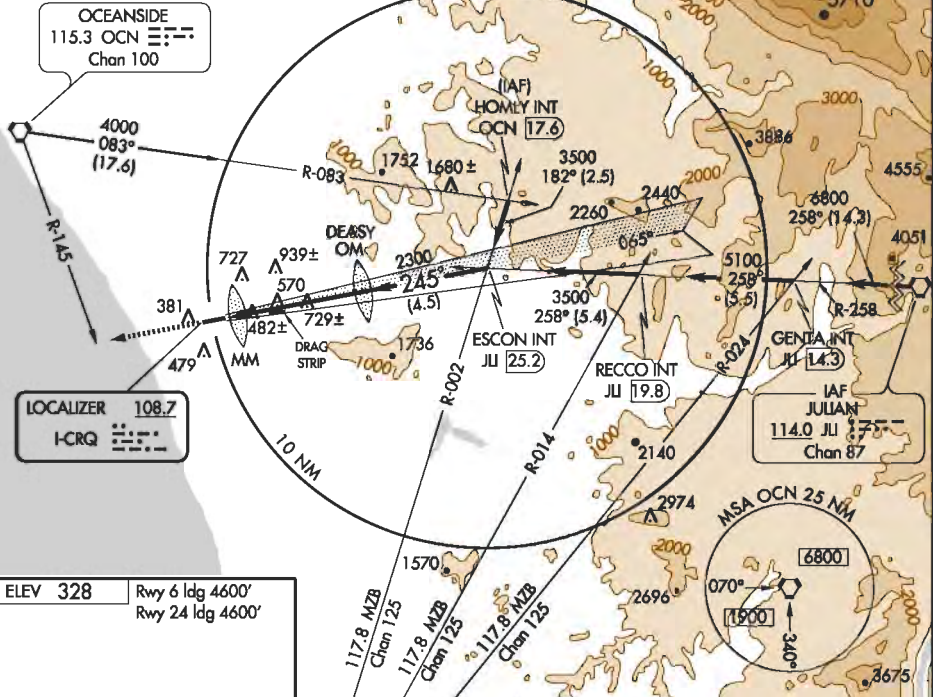 OCEANSIDE
115.3 OCN
Chan 100
4000
083°
(17.6)
R-083
R-145
(IAF)
HOMLY INT
OCN 17.6
3500
182° (2.5)
1000
2000
1000
3000
3886
4555
4051
1000
1752
1680±
2000
2260
2440
065°
6800
258° (14.3)
5100
258°
(5.5)
R-258
DEASY
OM
2300
245°
(4.5)
3500
258° (5.4)
727
939±
570
729±
482±
381
479
MM
DRAG
STRIP
1736
1000
ESCON INT
JLI 25.2
RECCO INT
JLI 19.8
GENTA INT
JLI 14.3
R-002
R-014
R-024
LOCALIZER 108.7
I-CRQ
IAF
JULIAN
114.0 JLI
Chan 87
10 NM
1000
2140
2974
2000
2696
1570
117.8 MZB
Chan 125
117.8 MZB
Chan 125
117.8 MZB
Chan 125
MSA OCN 25 NM
6800
070°
1900
340°
2000
3675
ELEV 328
Rwy 6 ldg 4600'
Rwy 24 ldg 4600'